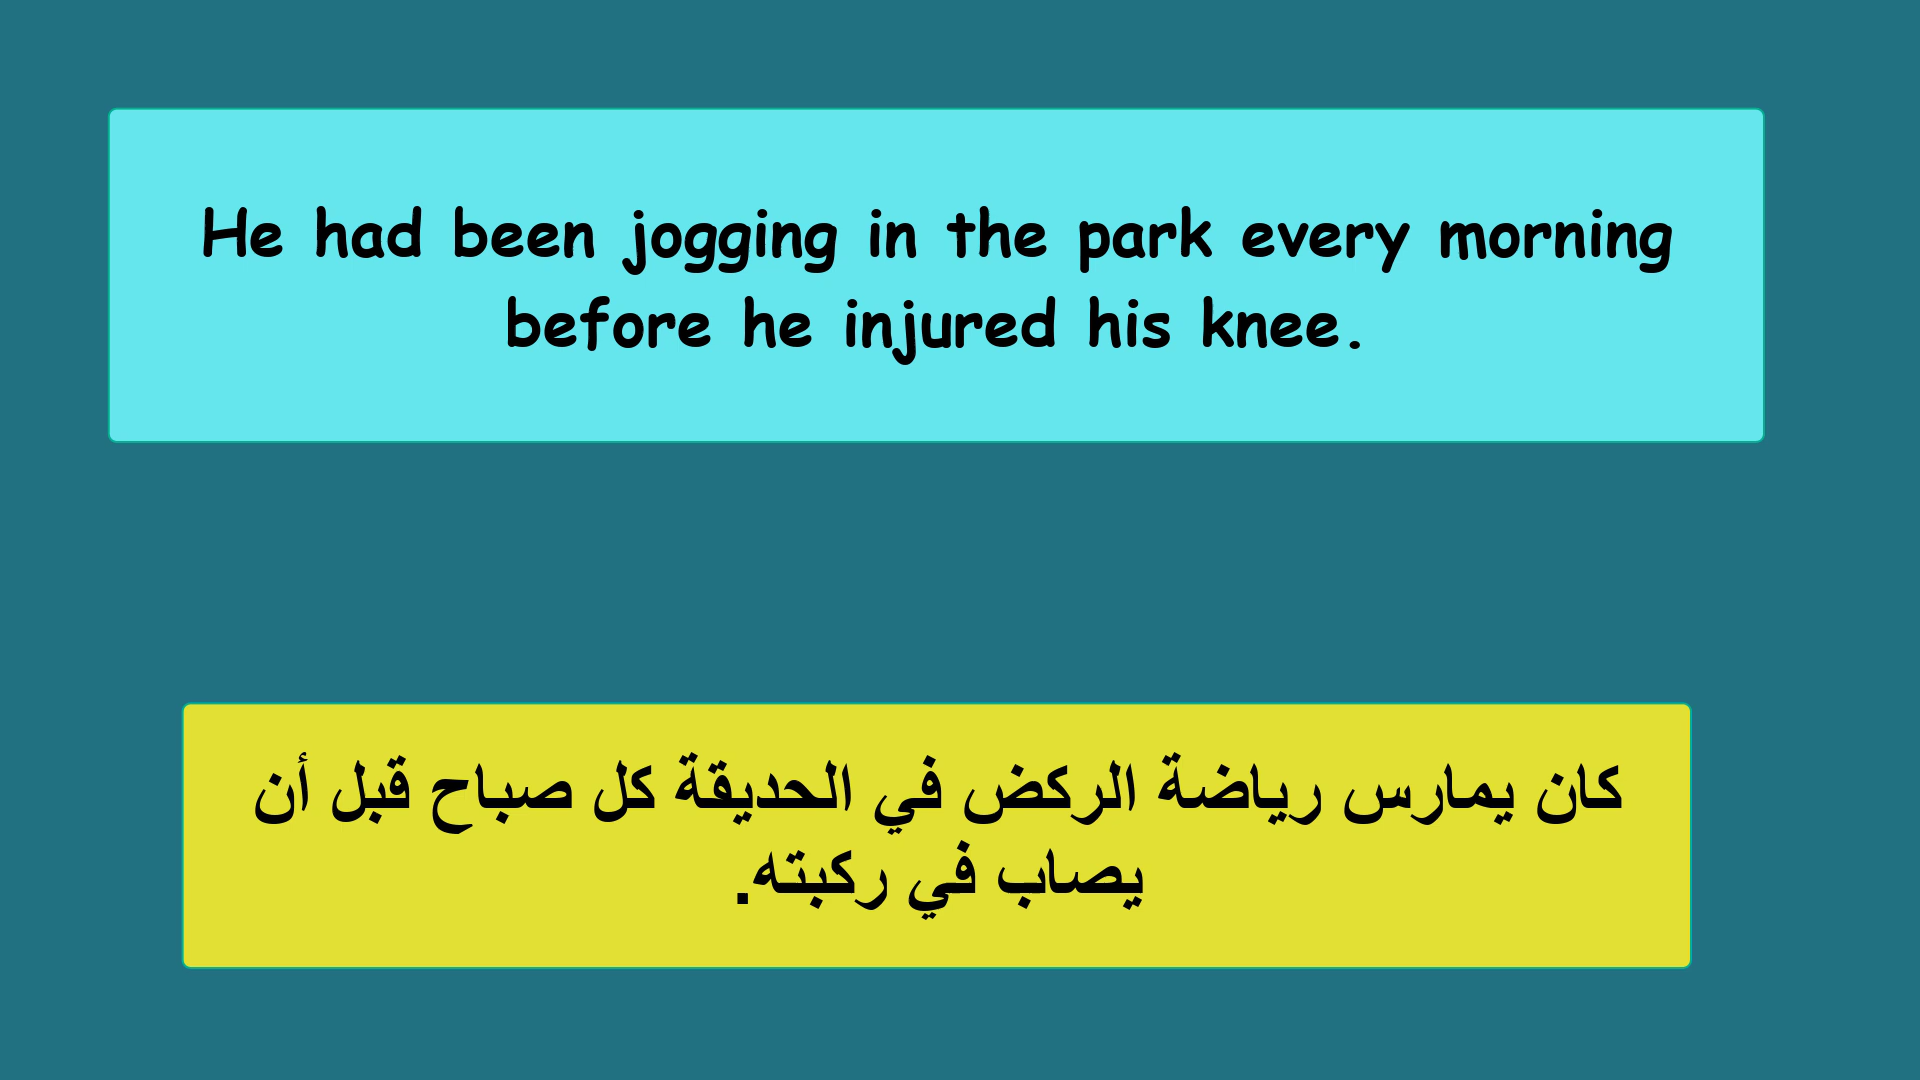 He had been jogging in the park every morning
before he injured his knee.
كان يمارس رياضة الركض في الحديقة كل صباح قبل أن
يصاب في ركبته.